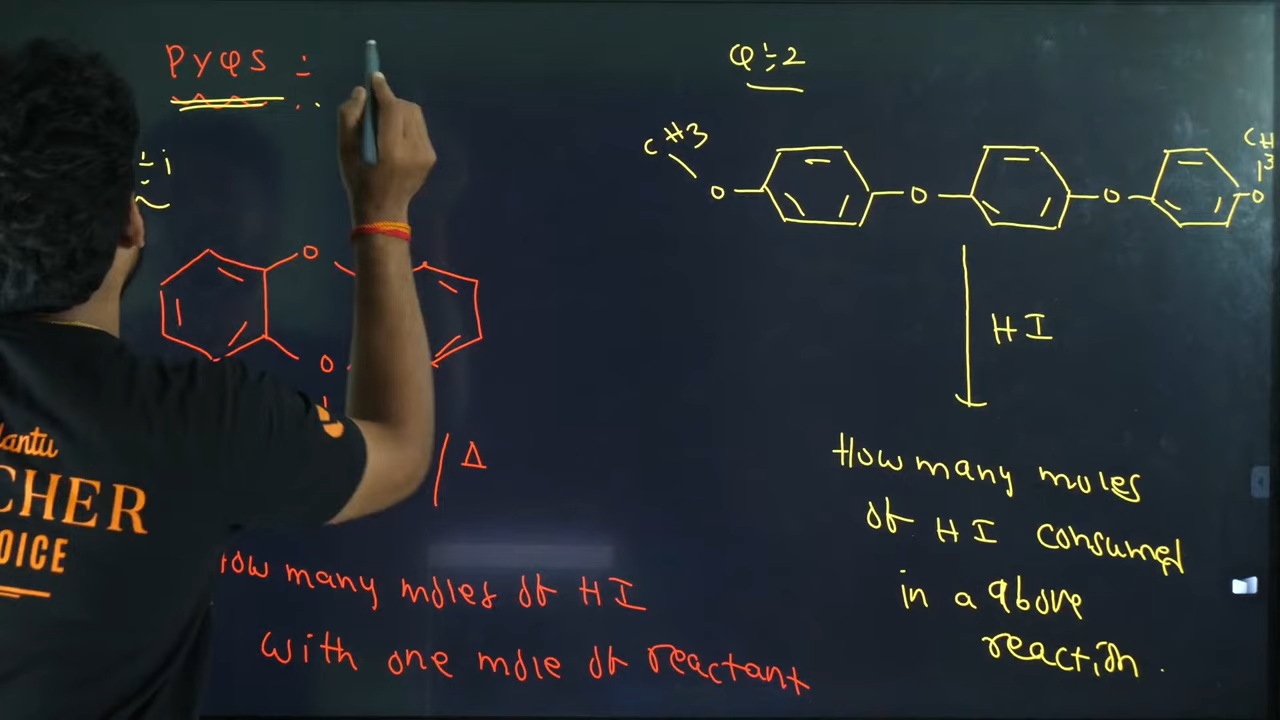 PYQS :
Q :- 2
CH3
CH3
O
O
O
O
HI
O
O
Δ
How many moles
of HI consumed
in a above
reaction.
How many moles of HI
with one mole of reactant
CHER
OICE